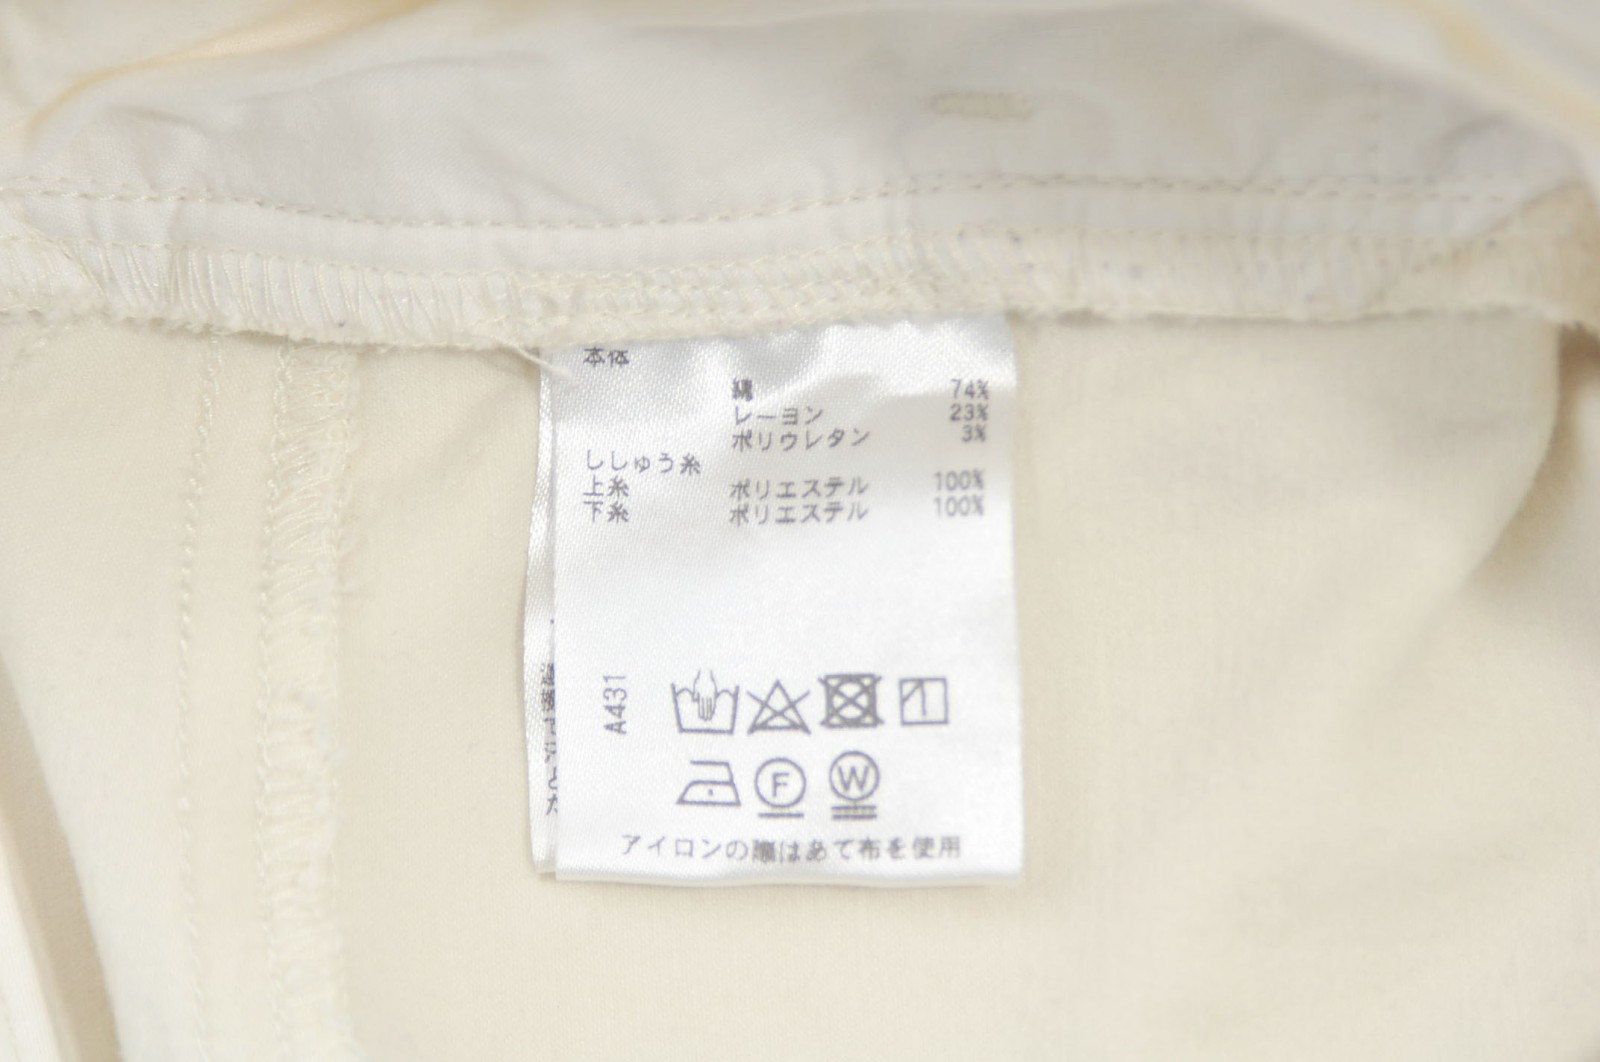 本体
綿 74%
レーヨン 23%
ポリウレタン 3%
ししゅう糸
上糸 ポリエステル 100%
下糸 ポリエステル 100%
A431
F W
アイロンの際はあて布を使用